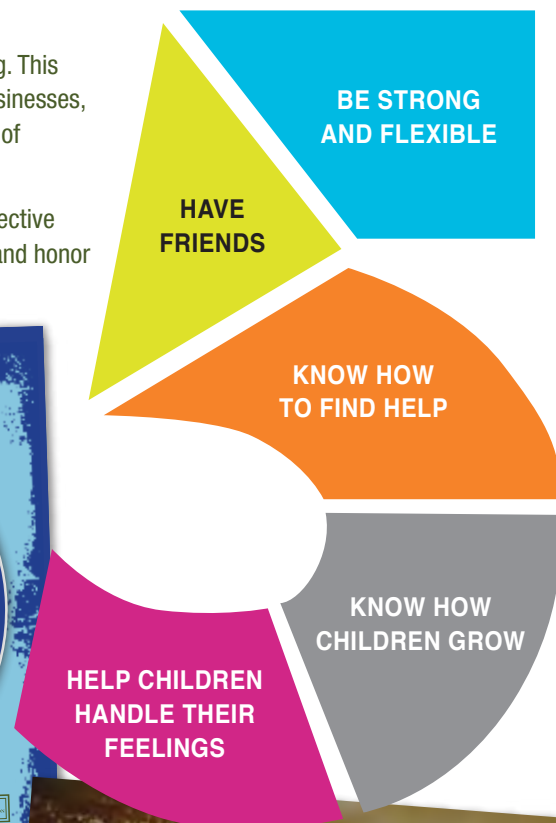 g. This
sinesses,
of
ective
and honor
BE STRONG
AND FLEXIBLE
HAVE
FRIENDS
KNOW HOW
TO FIND HELP
KNOW HOW
CHILDREN GROW
HELP CHILDREN
HANDLE THEIR
FEELINGS